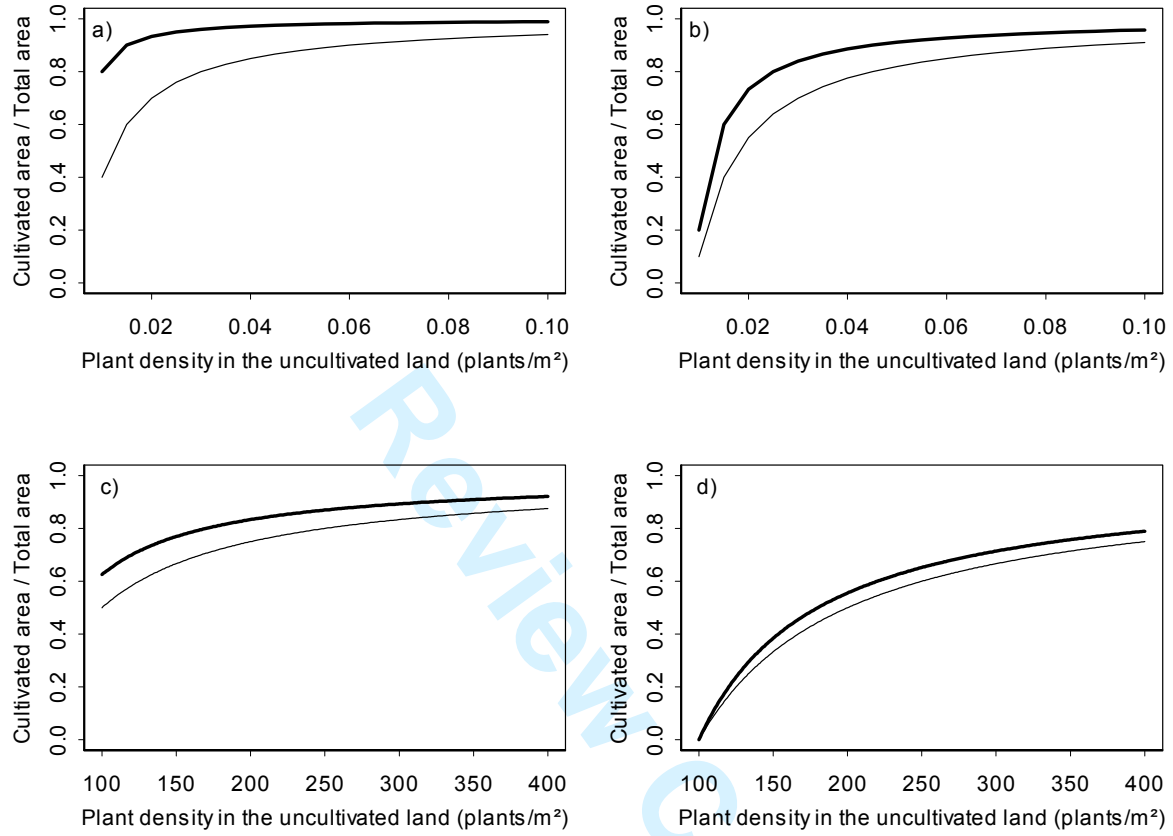 a)
Cultivated area / Total area
0.0 0.2 0.4 0.6 0.8 1.0
0.02 0.04 0.06 0.08 0.10
Plant density in the uncultivated land (plants/m²)
b)
Cultivated area / Total area
0.0 0.2 0.4 0.6 0.8 1.0
0.02 0.04 0.06 0.08 0.10
Plant density in the uncultivated land (plants/m²)
c)
Cultivated area / Total area
0.0 0.2 0.4 0.6 0.8 1.0
100 150 200 250 300 350 400
Plant density in the uncultivated land (plants/m²)
d)
Cultivated area / Total area
0.0 0.2 0.4 0.6 0.8 1.0
100 150 200 250 300 350 400
Plant density in the uncultivated land (plants/m²)
Review